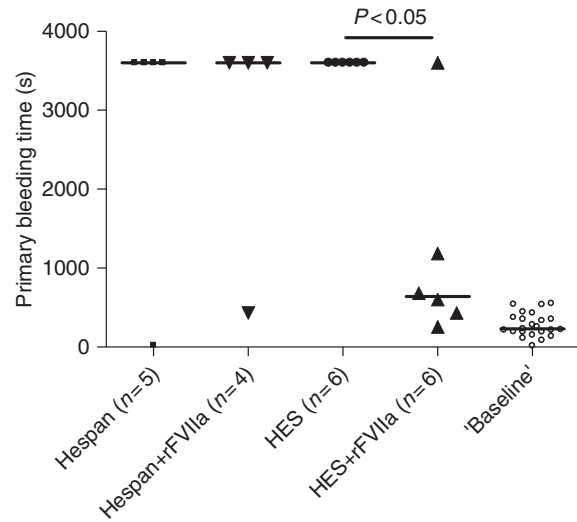 P<0.05
4000
3000
2000
1000
0
Primary bleeding time (s)
Hespan (n=5)
Hespan+rFVIIa (n=4)
HES (n=6)
HES+rFVIIa (n=6)
'Baseline'